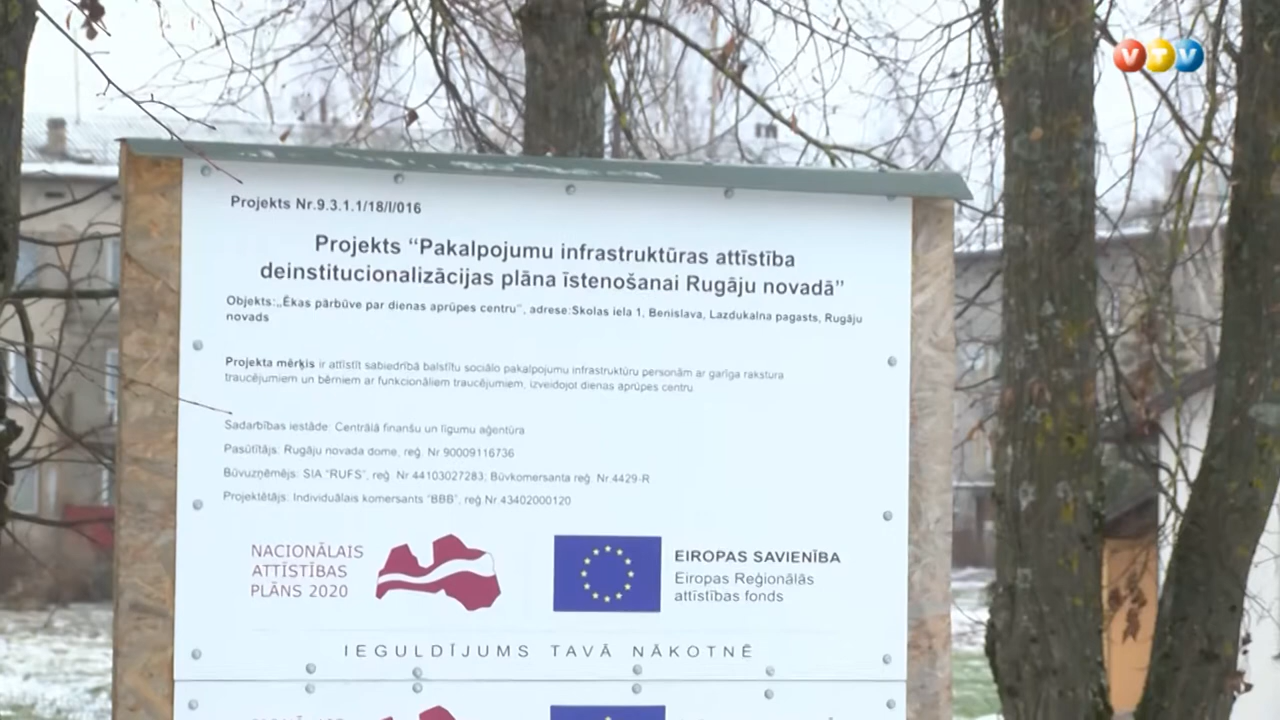 VTV
Projekts Nr.9.3.1.1/18/I/016
Projekts “Pakalpojumu infrastruktūras attīstība
deinstitucionalizācijas plāna īstenošanai Rugāju novadā”
Objekts:„Ēkas pārbūve par dienas aprūpes centru”, adrese:Skolas iela 1, Benislava, Lazdukalna pagasts, Rugāju
novads
Projekta mērķis ir attīstīt sabiedrībā balstītu sociālo pakalpojumu infrastruktūru personām ar garīga rakstura
traucējumiem un bērniem ar funkcionāliem traucējumiem, izveidojot dienas aprūpes centru
Sadarbības iestāde: Centrālā finanšu un līgumu aģentūra
Pasūtītājs: Rugāju novada dome, reģ. Nr 90009116736
Būvuzņēmējs: SIA “RUFS”, reģ. Nr 44103027283; Būvkomersanta reģ. Nr.4429-R
Projektētājs: Individuālais komersants “BBB”, reģ Nr.43402000120
NACIONĀLAIS
ATTĪSTĪBAS
PLĀNS 2020
EIROPAS SAVIENĪBA
Eiropas Reģionālās
attīstības fonds
IEGULDĪJUMS TAVĀ NĀKOTNĒ